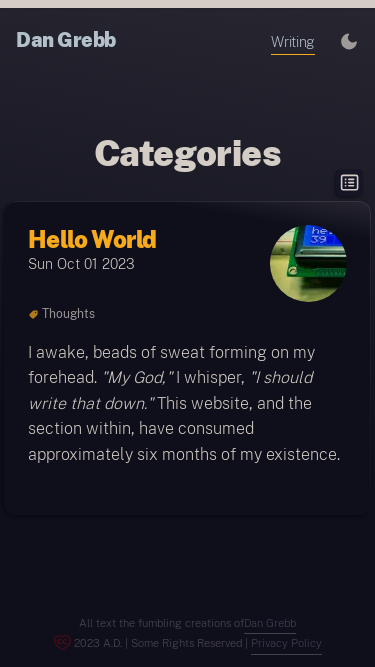 Dan Grebb
Writing
Categories
Hello World
Sun Oct 01 2023
Thoughts
I awake, beads of sweat forming on my
forehead. "My God," I whisper, "I should
write that down." This website, and the
section within, have consumed
approximately six months of my existence.
All text the fumbling creations ofDan Grebb
2023 A.D. | Some Rights Reserved | Privacy Policy